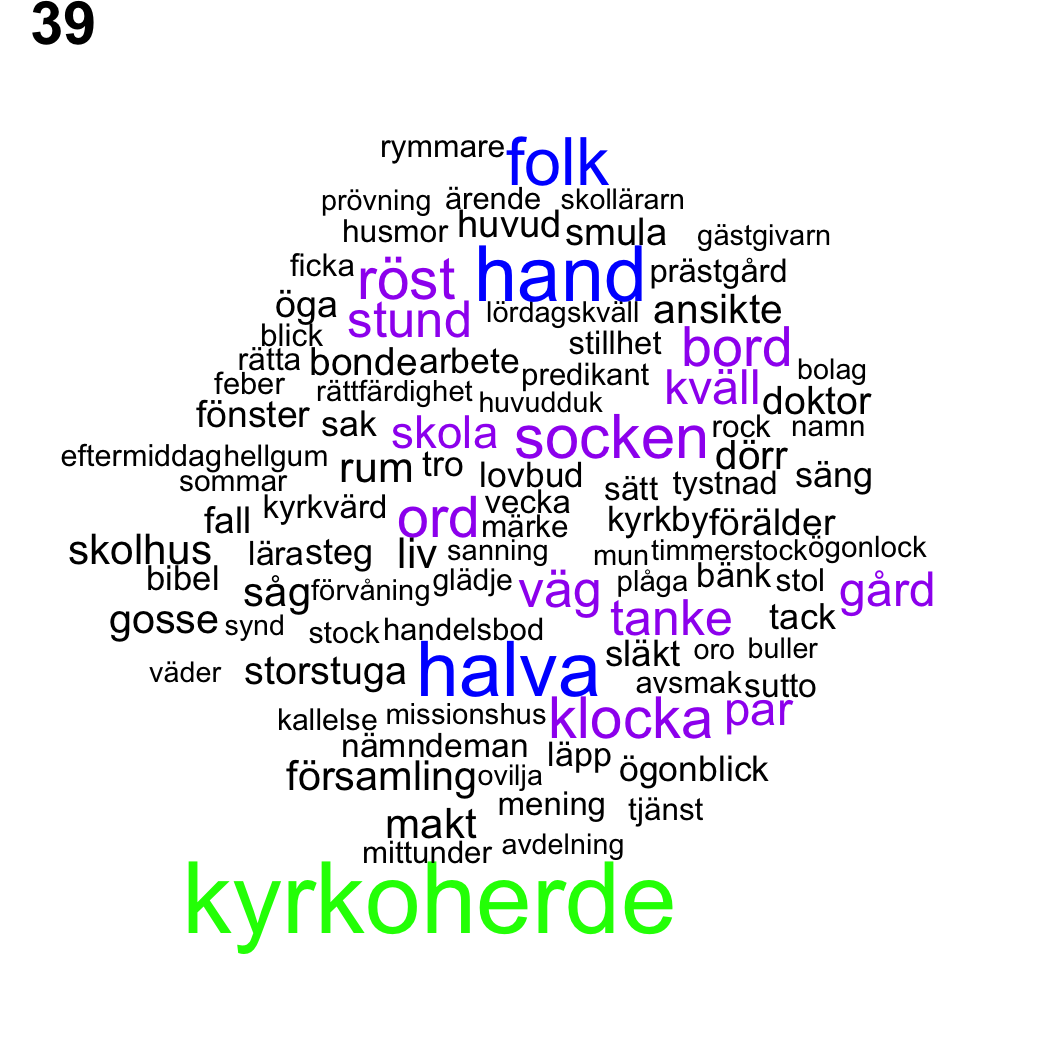 39
rymmare folk
prövning ärende skollärarn
husmor huvud smula gästgivarn
ficka röst hand prästgård
öga stund lördagskväll ansikte
blick stillhet bord
rätta bonde arbete predikant kväll bolag
feber rättfärdighet huvudduk doktor
fönster sak skola socken rock namn
eftermiddag hellgum rum tro lovbud dörr säng
sommar sätt tystnad
fall kyrkvärd ord vecka märke kyrkby förälder
skolhus lära steg liv sanning mun timmerstock ögonlock
bibel såg förvåning glädje väg plåga bänk stol gård
gosse synd stock handelsbod tanke tack
väder storstuga halva släkt oro buller
avsmak sutto
kallelse missionshus klocka par
nämndeman läpp
församling ovilja ögonblick
makt mening tjänst
mittunder avdelning
kyrkoherde